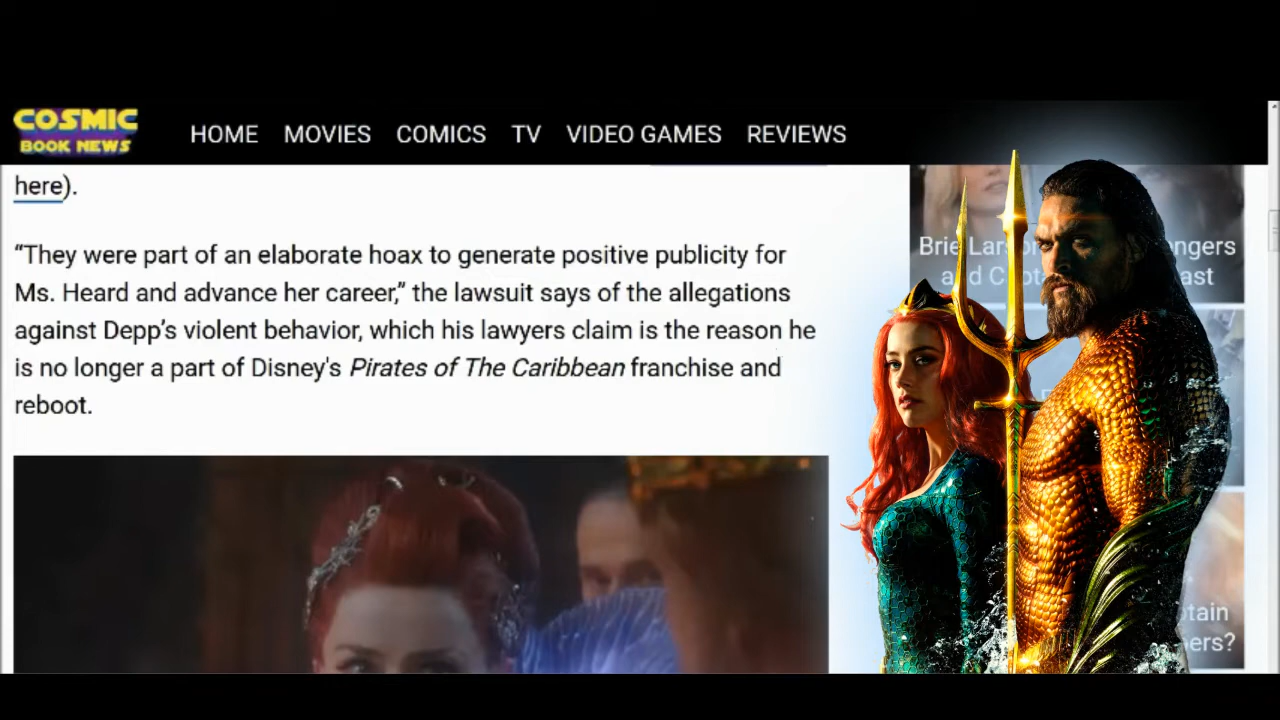 COSMIC
BOOK NEWS
HOME MOVIES COMICS TV VIDEO GAMES REVIEWS
here).
“They were part of an elaborate hoax to generate positive publicity for
Ms. Heard and advance her career,” the lawsuit says of the allegations
against Depp’s violent behavior, which his lawyers claim is the reason he
is no longer a part of Disney's Pirates of The Caribbean franchise and
reboot.
Brie
and